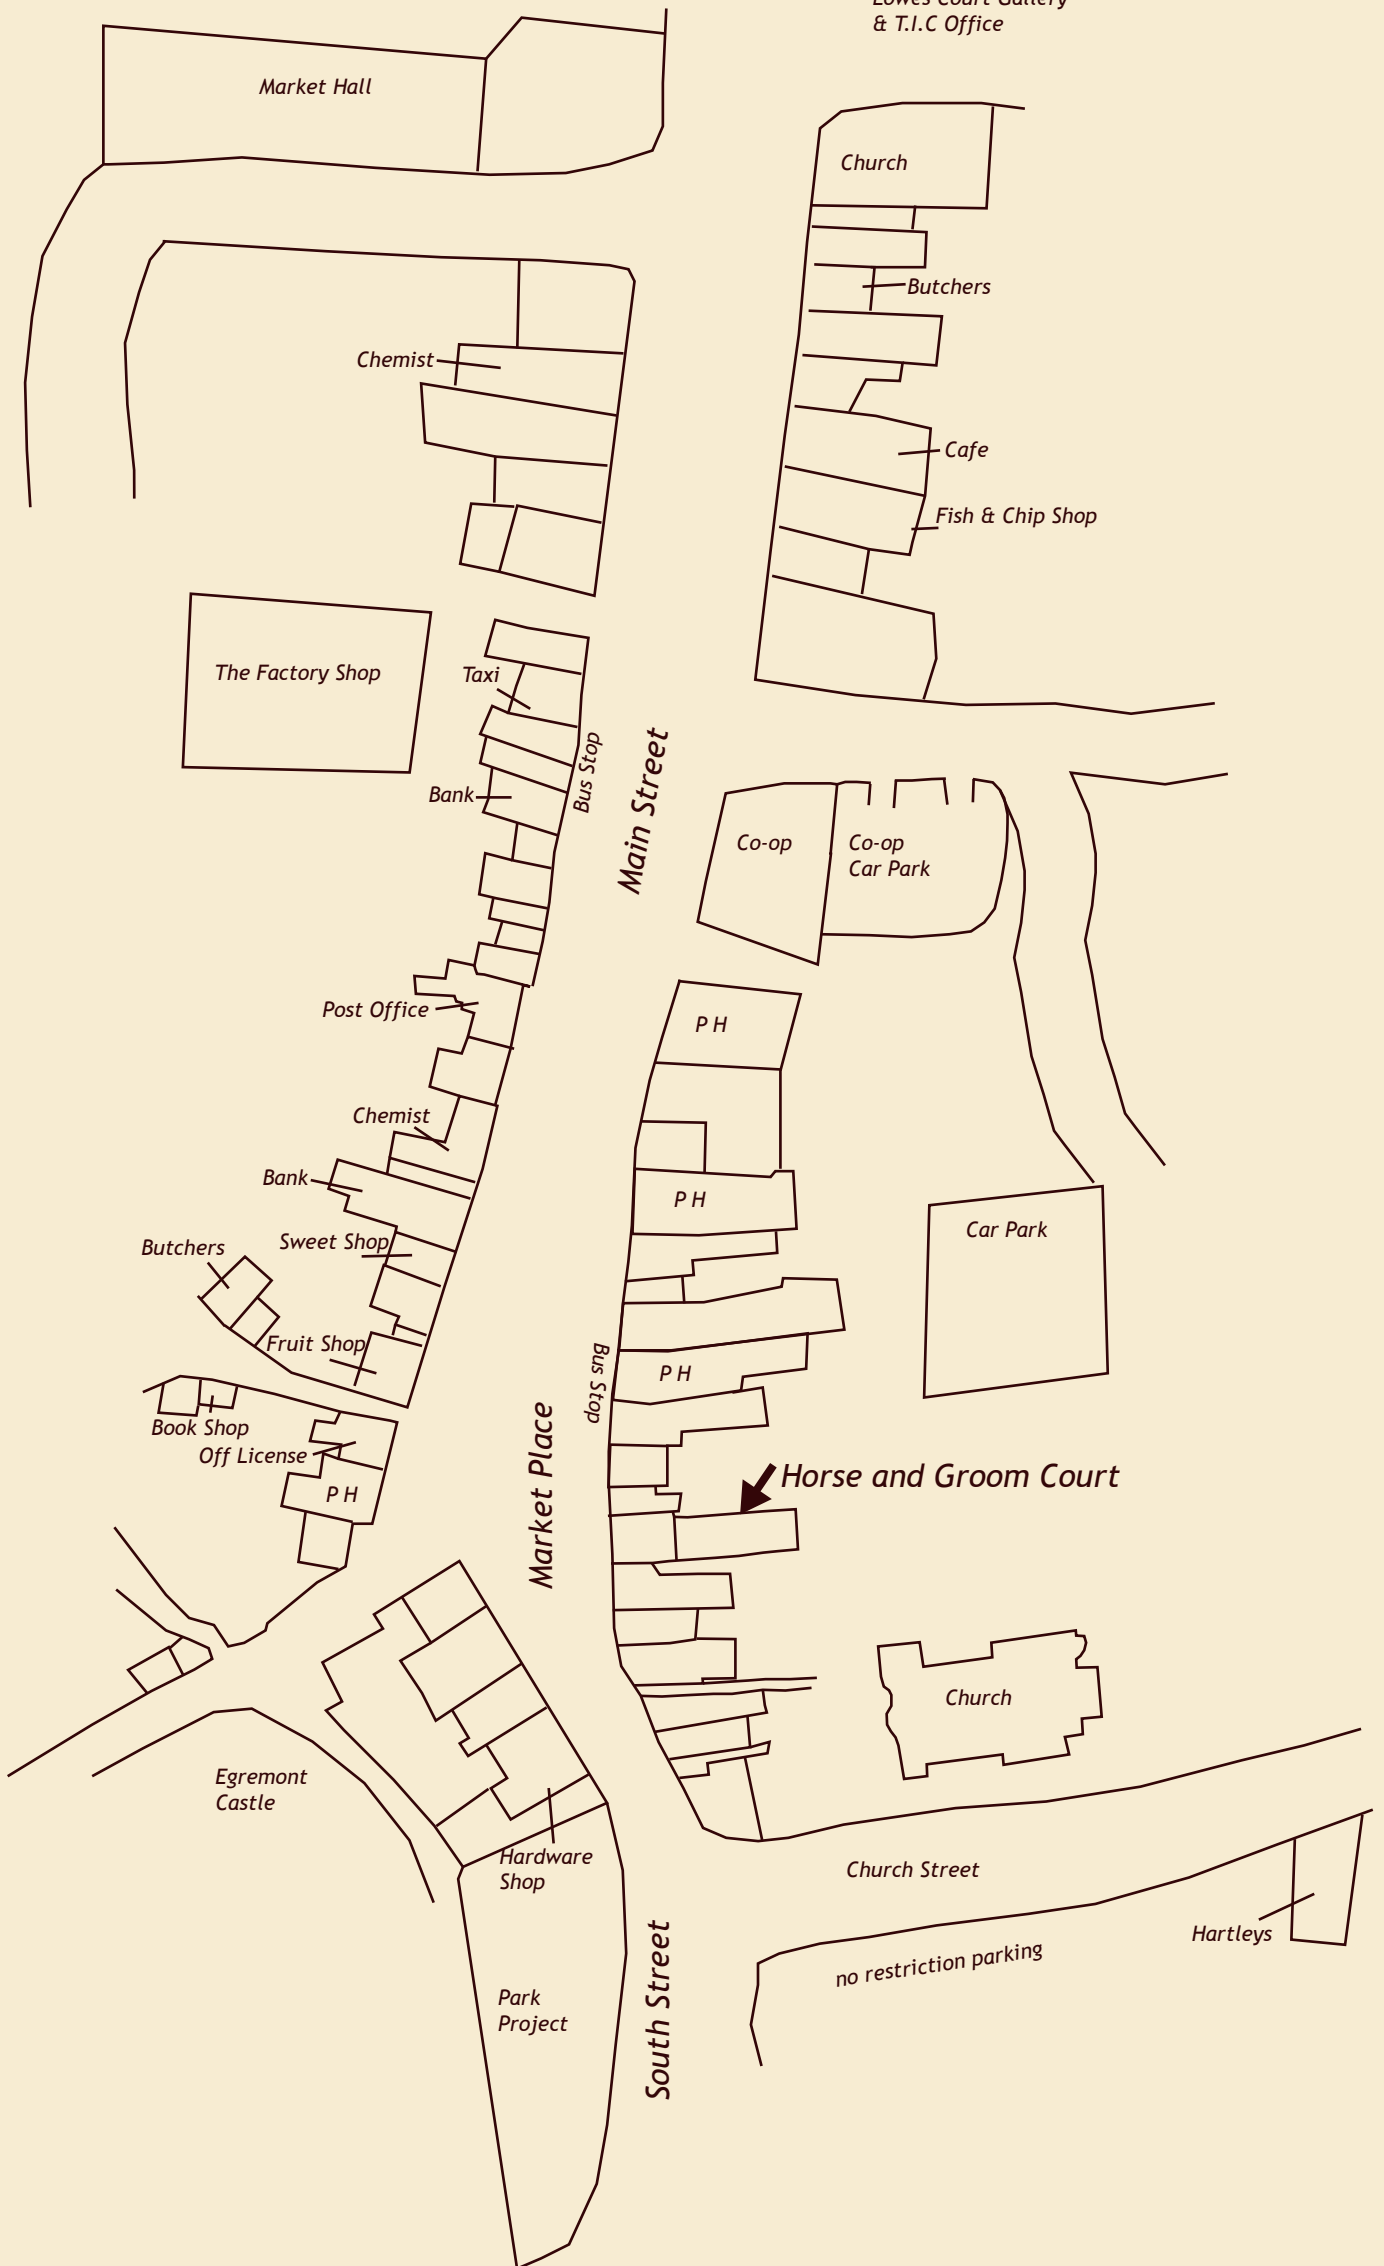 Lowes Court Gallery
& T.I.C Office
Market Hall
Church
Butchers
Chemist
Cafe
Fish & Chip Shop
The Factory Shop
Taxi
Bus Stop
Main Street
Bank
Co-op
Co-op
Car Park
Post Office
P H
Chemist
Bank
P H
Car Park
Butchers
Sweet Shop
Fruit Shop
Bus Stop
P H
Book Shop
Off License
Market Place
Horse and Groom Court
P H
Church
Egremont
Castle
Hardware
Shop
Church Street
Hartleys
no restriction parking
South Street
Park
Project